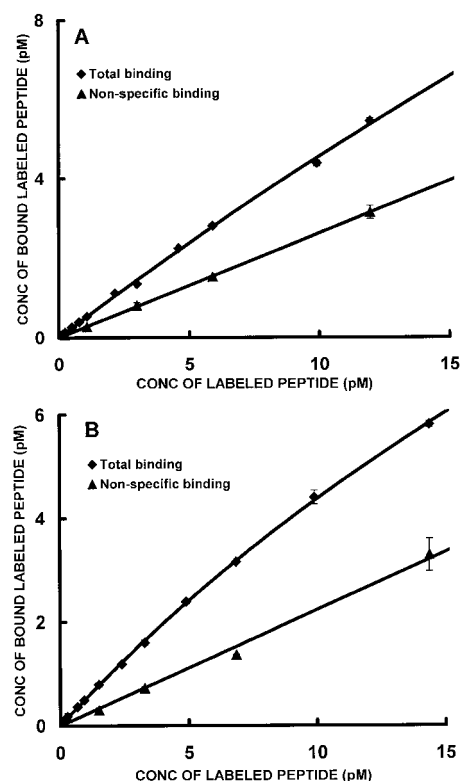 8
A
Total binding
Non-specific binding
4
0
CONC OF BOUND LABELED PEPTIDE (pM)
0 5 10 15
CONC OF LABELED PEPTIDE (pM)
6
B
Total binding
Non-specific binding
4
2
0
CONC OF BOUND LABELED PEPTIDE (pM)
0 5 10 15
CONC OF LABELED PEPTIDE (pM)